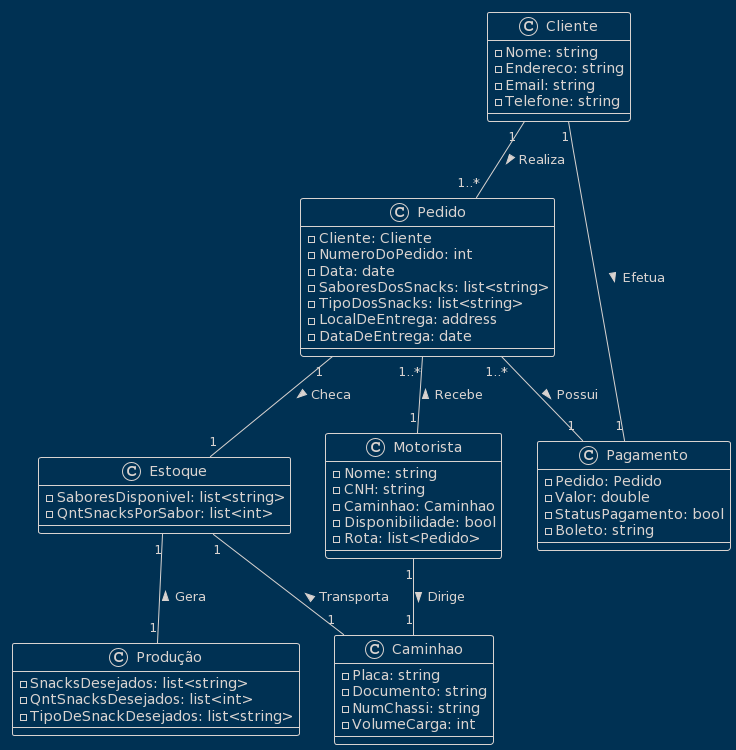 C Cliente
Nome: string
Endereco: string
Email: string
Telefone: string
1 1
Realiza
1..*
C Pedido
Cliente: Cliente
NumeroDoPedido: int
Data: date
SaboresDosSnacks: list<string>
TipoDosSnacks: list<string>
LocalDeEntrega: address
DataDeEntrega: date
Efetua
1 1..* 1..*
Checa Recebe Possui
1 1 1 1
C Estoque
SaboresDisponivel: list<string>
QntSnacksPorSabor: list<int>
C Motorista
Nome: string
CNH: string
Caminhao: Caminhao
Disponibilidade: bool
Rota: list<Pedido>
C Pagamento
Pedido: Pedido
Valor: double
StatusPagamento: bool
Boleto: string
1 1 1
Gera Transporta Dirige
1 1 1
C Produção
SnacksDesejados: list<string>
QntSnacksDesejados: list<int>
TipoDeSnackDesejados: list<string>
C Caminhao
Placa: string
Documento: string
NumChassi: string
VolumeCarga: int